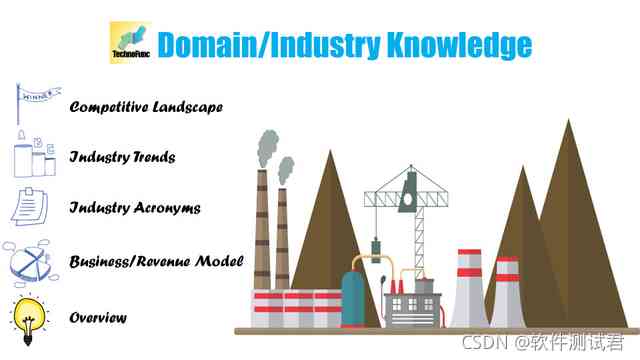 TechnoFunc
Domain/Industry Knowledge
WINNER
Competitive Landscape
Industry Trends
Industry Acronyms
Business/Revenue Model
Overview
CSDN @软件测试君